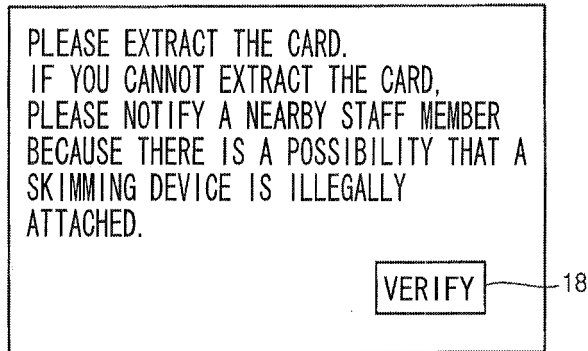 PLEASE EXTRACT THE CARD.
IF YOU CANNOT EXTRACT THE CARD,
PLEASE NOTIFY A NEARBY STAFF MEMBER
BECAUSE THERE IS A POSSIBILITY THAT A
SKIMMING DEVICE IS ILLEGALLY
ATTACHED.
VERIFY 18